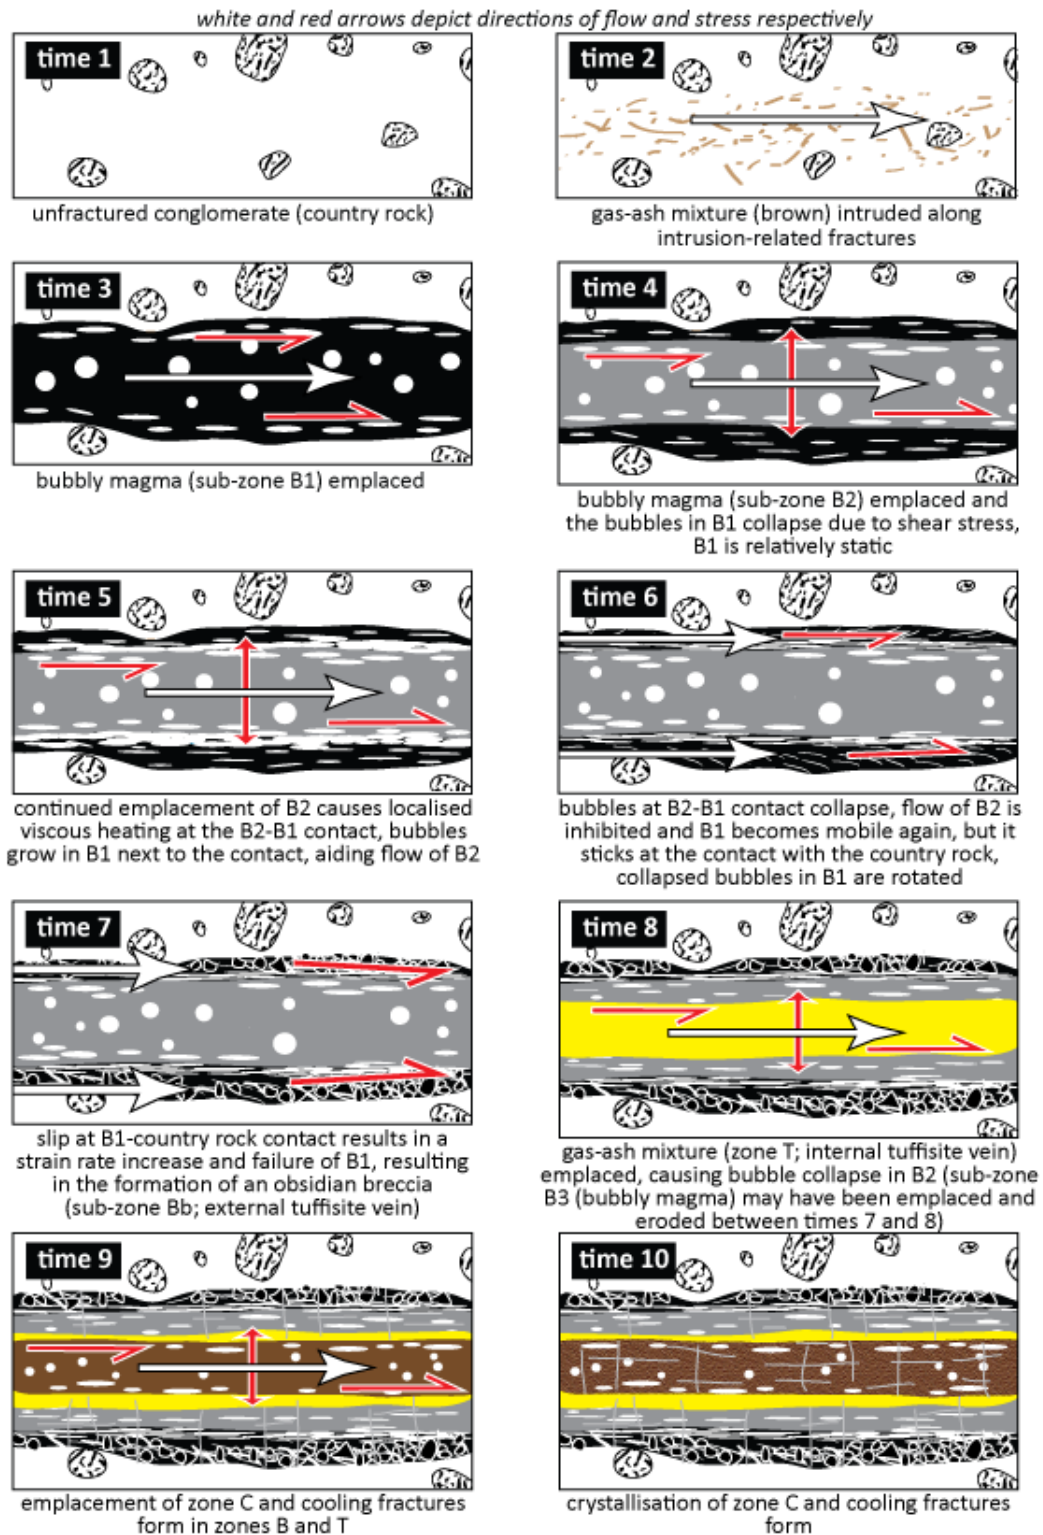 white and red arrows depict directions of flow and stress respectively
time 1
unfractured conglomerate (country rock)
time 2
gas-ash mixture (brown) intruded along
intrusion-related fractures
time 3
bubbly magma (sub-zone B1) emplaced
time 4
bubbly magma (sub-zone B2) emplaced and
the bubbles in B1 collapse due to shear stress,
B1 is relatively static
time 5
continued emplacement of B2 causes localised
viscous heating at the B2-B1 contact, bubbles
grow in B1 next to the contact, aiding flow of B2
time 6
bubbles at B2-B1 contact collapse, flow of B2 is
inhibited and B1 becomes mobile again, but it
sticks at the contact with the country rock,
collapsed bubbles in B1 are rotated
time 7
slip at B1-country rock contact results in a
strain rate increase and failure of B1, resulting
in the formation of an obsidian breccia
(sub-zone Bb; external tuffisite vein)
time 8
gas-ash mixture (zone T; internal tuffisite vein)
emplaced, causing bubble collapse in B2 (sub-zone
B3 (bubbly magma) may have been emplaced and
eroded between times 7 and 8)
time 9
emplacement of zone C and cooling fractures
form in zones B and T
time 10
crystallisation of zone C and cooling fractures
form